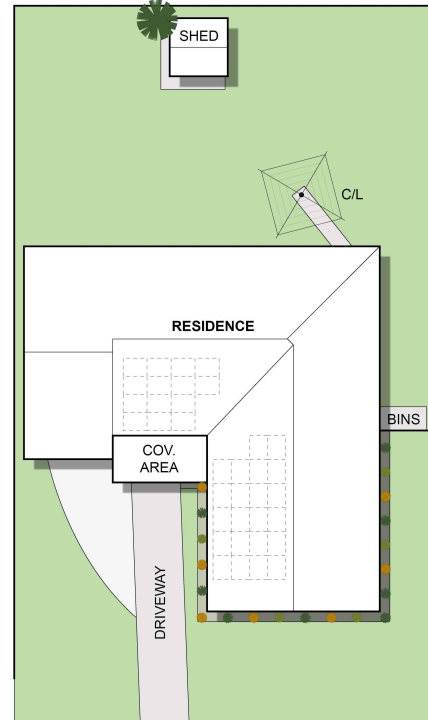 SHED
C/L
RESIDENCE
BINS
COV.
AREA
DRIVEWAY